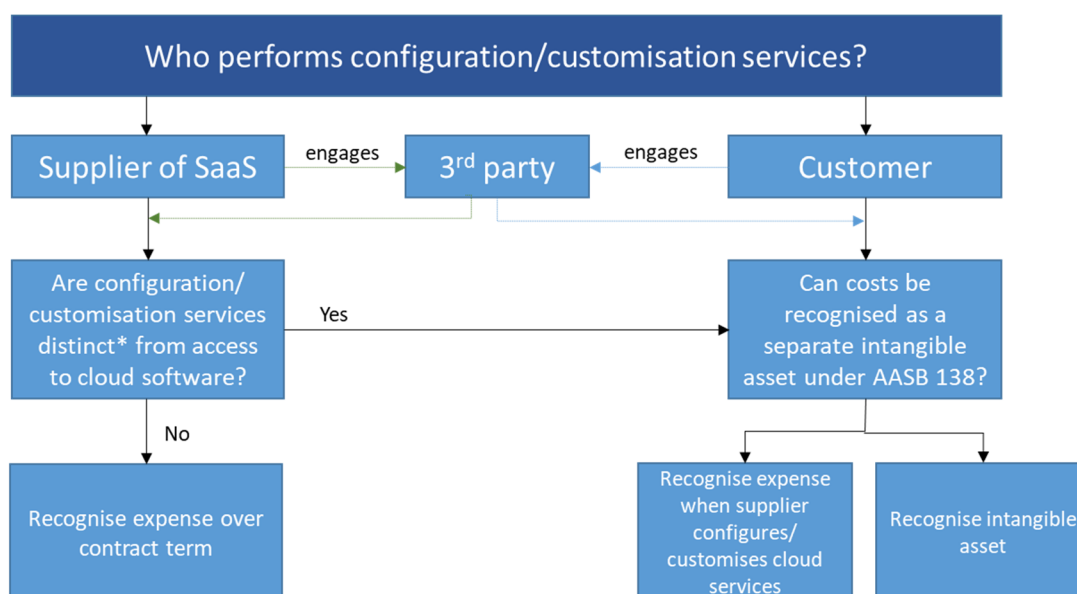 Who performs configuration/customisation services?
Supplier of SaaS
engages
3rd party
engages
Customer
Are configuration/
customisation services
distinct* from access
to cloud software?
Yes
Can costs be
recognised as a
separate intangible
asset under AASB 138?
No
Recognise expense over
contract term
Recognise expense
when supplier
configures/
customises cloud
services
Recognise intangible
asset